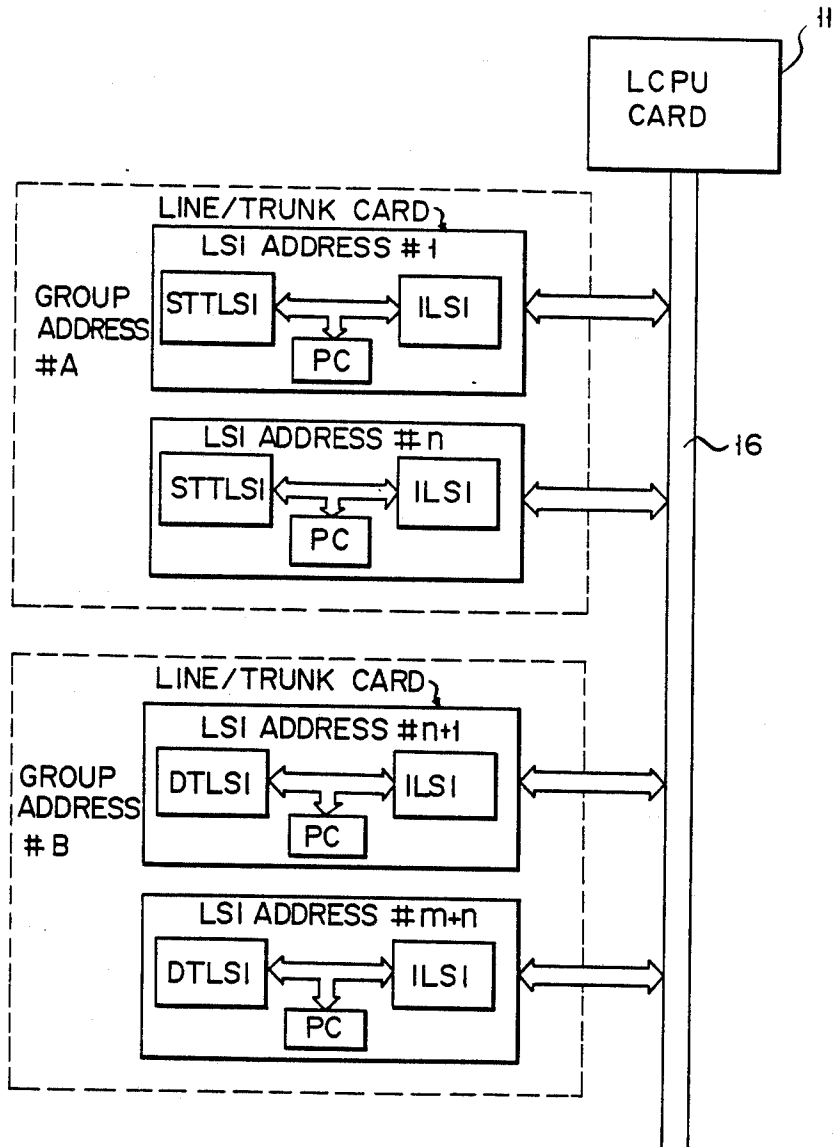 11
LCPU
CARD
LINE/TRUNK CARD
LSI ADDRESS #1
GROUP
ADDRESS
#A
STTLSI
ILSI
PC
LSI ADDRESS #n
STTLSI
ILSI
PC
16
LINE/TRUNK CARD
LSI ADDRESS #n+1
GROUP
ADDRESS
#B
DTLSI
ILSI
PC
LSI ADDRESS #m+n
DTLSI
ILSI
PC